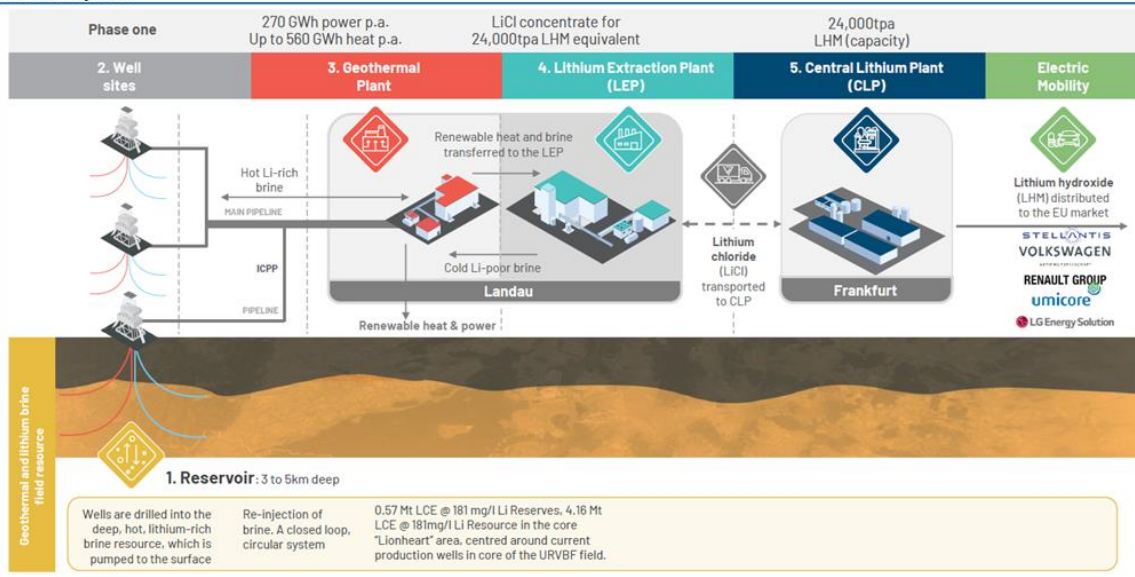 Phase one
270 GWh power p.a.
Up to 560 GWh heat p.a.
LiCl concentrate for
24,000tpa LHM equivalent
24,000tpa
LHM (capacity)
2. Well
sites
3. Geothermal
Plant
4. Lithium Extraction Plant
(LEP)
5. Central Lithium Plant
(CLP)
Electric
Mobility
Renewable heat and brine
transferred to the LEP
Hot Li-rich
brine
MAIN PIPELINE
ICPP
PIPELINE
Cold Li-poor brine
Landau
Renewable heat & power
Lithium
chloride
(LiCl)
transported
to CLP
Frankfurt
Lithium hydroxide
(LHM) distributed
to the EU market
STELLANTIS
VOLKSWAGEN
RENAULT GROUP
umicore
LG Energy Solution
Geothermal and lithium brine
field resource
1. Reservoir: 3 to 5km deep
Wells are drilled into the
deep, hot, lithium-rich
brine resource, which is
pumped to the surface
Re-injection of
brine. A closed loop,
circular system
0.57 Mt LCE @ 181 mg/l Li Reserves, 4.16 Mt
LCE @ 181mg/l Li Resource in the core
"Lionheart" area, centred around current
production wells in core of the URVBF field.